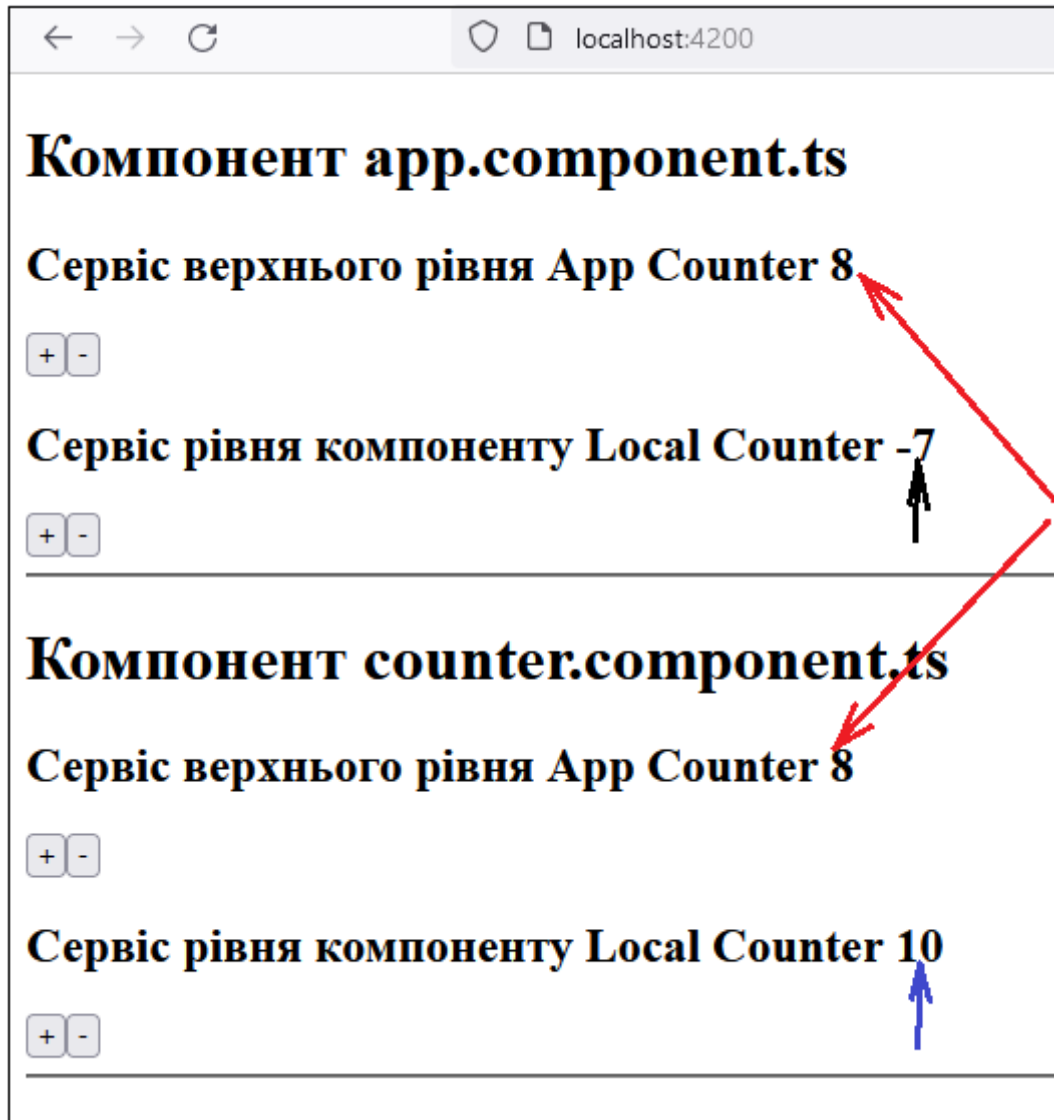 localhost:4200
Компонент app.component.ts
Сервіс верхнього рівня App Counter 8
+ -
Сервіс рівня компоненту Local Counter -7
+ -
Компонент counter.component.ts
Сервіс верхнього рівня App Counter 8
+ -
Сервіс рівня компоненту Local Counter 10
+ -